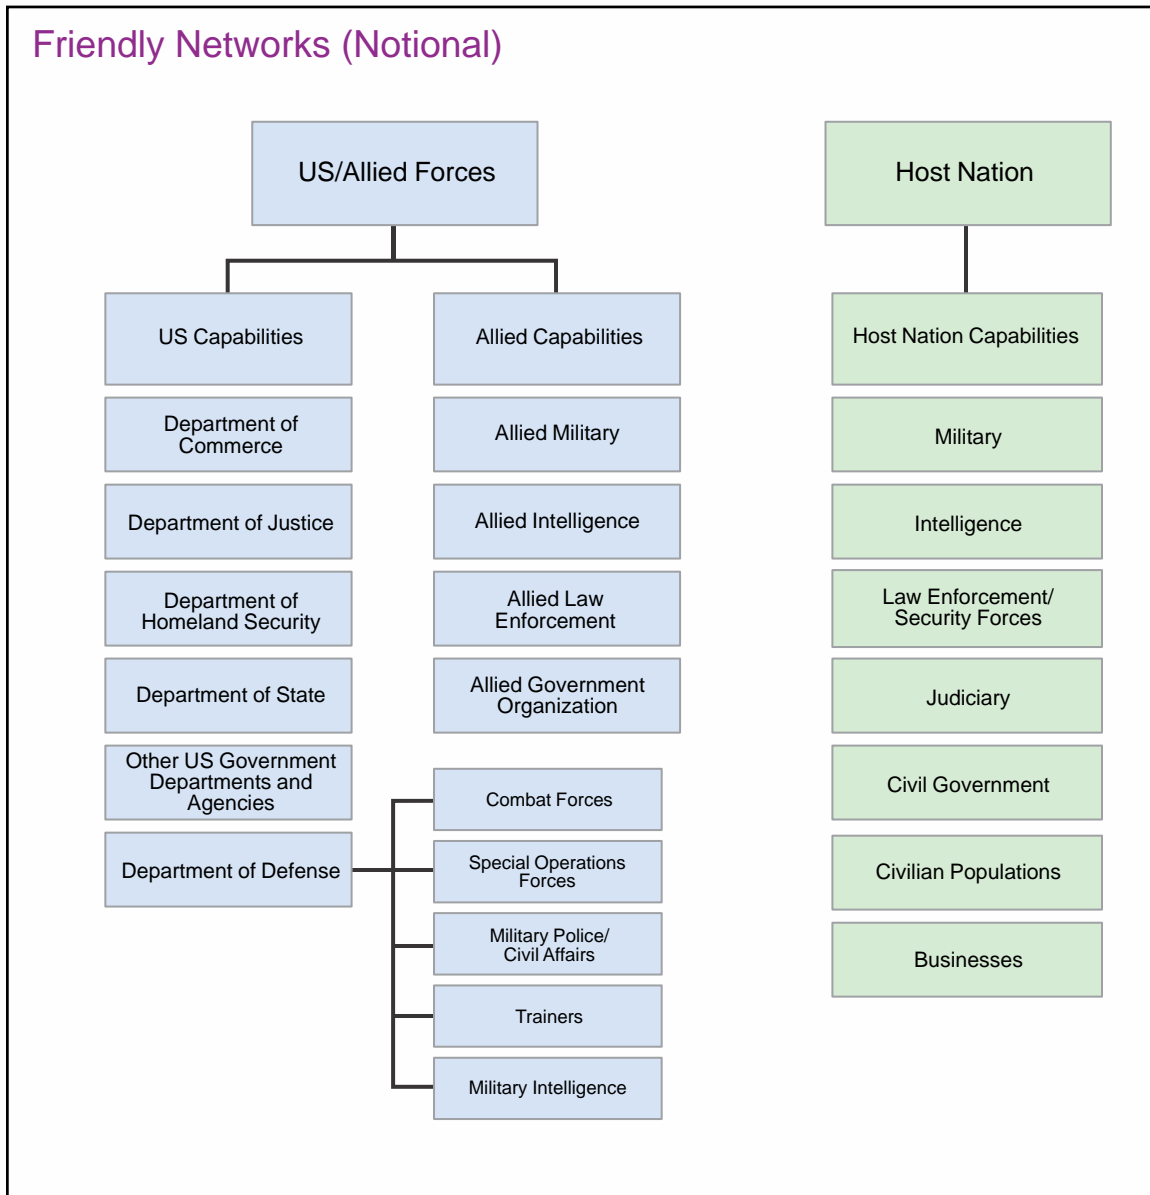 Friendly Networks (Notional)
US/Allied Forces
Host Nation
US Capabilities
Department of
Commerce
Department of Justice
Department of
Homeland Security
Department of State
Other US Government
Departments and
Agencies
Department of Defense
Allied Capabilities
Allied Military
Allied Intelligence
Allied Law
Enforcement
Allied Government
Organization
Combat Forces
Special Operations
Forces
Military Police/
Civil Affairs
Trainers
Military Intelligence
Host Nation Capabilities
Military
Intelligence
Law Enforcement/
Security Forces
Judiciary
Civil Government
Civilian Populations
Businesses